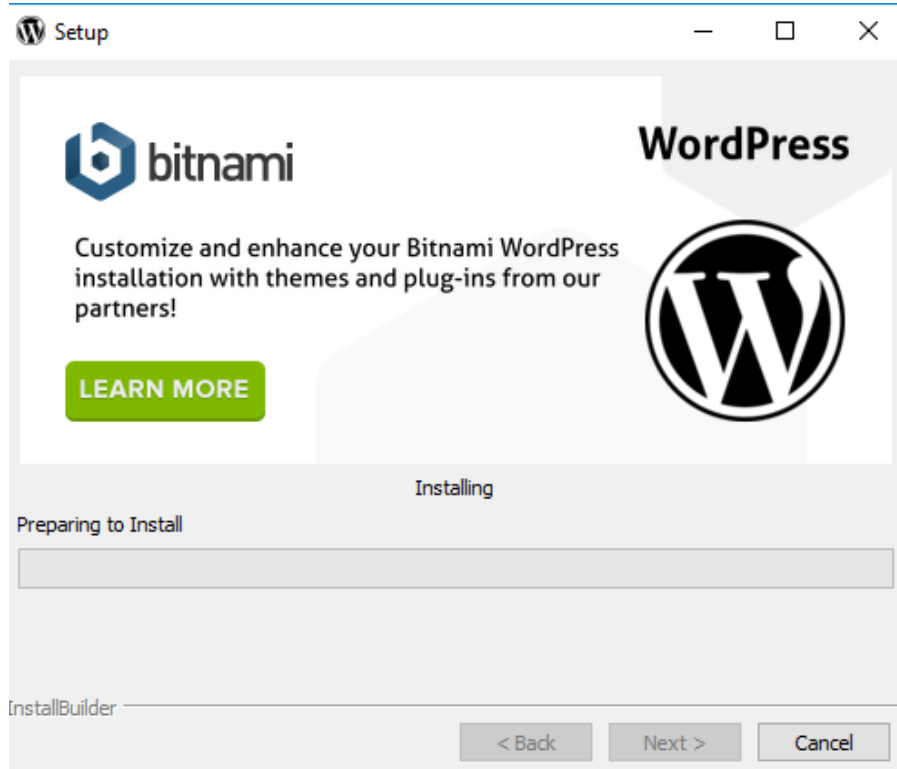 Setup
bitnami
WordPress
Customize and enhance your Bitnami WordPress
installation with themes and plug-ins from our
partners!
LEARN MORE
Installing
Preparing to Install
InstallBuilder
< Back
Next >
Cancel